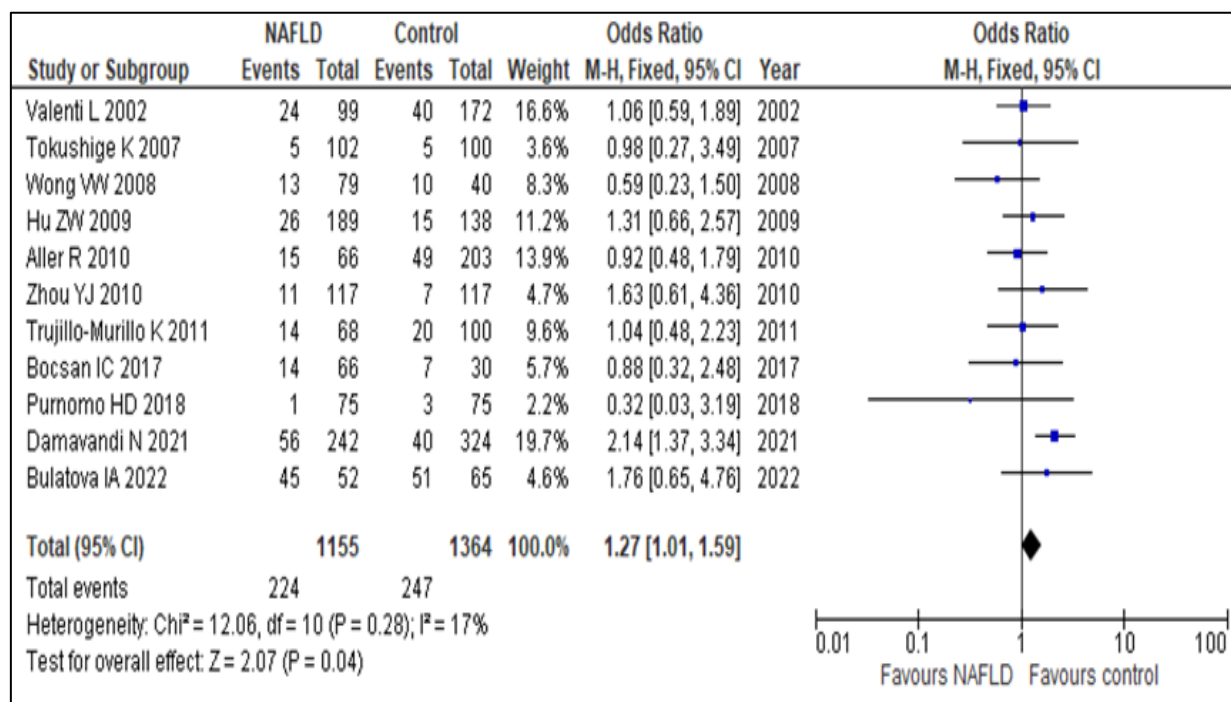 NAFLD Control Odds Ratio Odds Ratio
Study or Subgroup Events Total Events Total Weight M-H, Fixed, 95% CI Year M-H, Fixed, 95% CI
Valenti L 2002 24 99 40 172 16.6% 1.06 [0.59, 1.89] 2002
Tokushige K 2007 5 102 5 100 3.6% 0.98 [0.27, 3.49] 2007
Wong VW 2008 13 79 10 40 8.3% 0.59 [0.23, 1.50] 2008
Hu ZW 2009 26 189 15 138 11.2% 1.31 [0.66, 2.57] 2009
Aller R 2010 15 66 49 203 13.9% 0.92 [0.48, 1.79] 2010
Zhou YJ 2010 11 117 7 117 4.7% 1.63 [0.61, 4.36] 2010
Trujillo-Murillo K 2011 14 68 20 100 9.6% 1.04 [0.48, 2.23] 2011
Bocsan IC 2017 14 66 7 30 5.7% 0.88 [0.32, 2.48] 2017
Purnomo HD 2018 1 75 3 75 2.2% 0.32 [0.03, 3.19] 2018
Damavandi N 2021 56 242 40 324 19.7% 2.14 [1.37, 3.34] 2021
Bulatova IA 2022 45 52 51 65 4.6% 1.76 [0.65, 4.76] 2022
Total (95% CI) 1155 1364 100.0% 1.27 [1.01, 1.59]
Total events 224 247
Heterogeneity: Chi² = 12.06, df = 10 (P = 0.28); I² = 17%
Test for overall effect: Z = 2.07 (P = 0.04)
0.01 0.1 1 10 100
Favours NAFLD Favours control